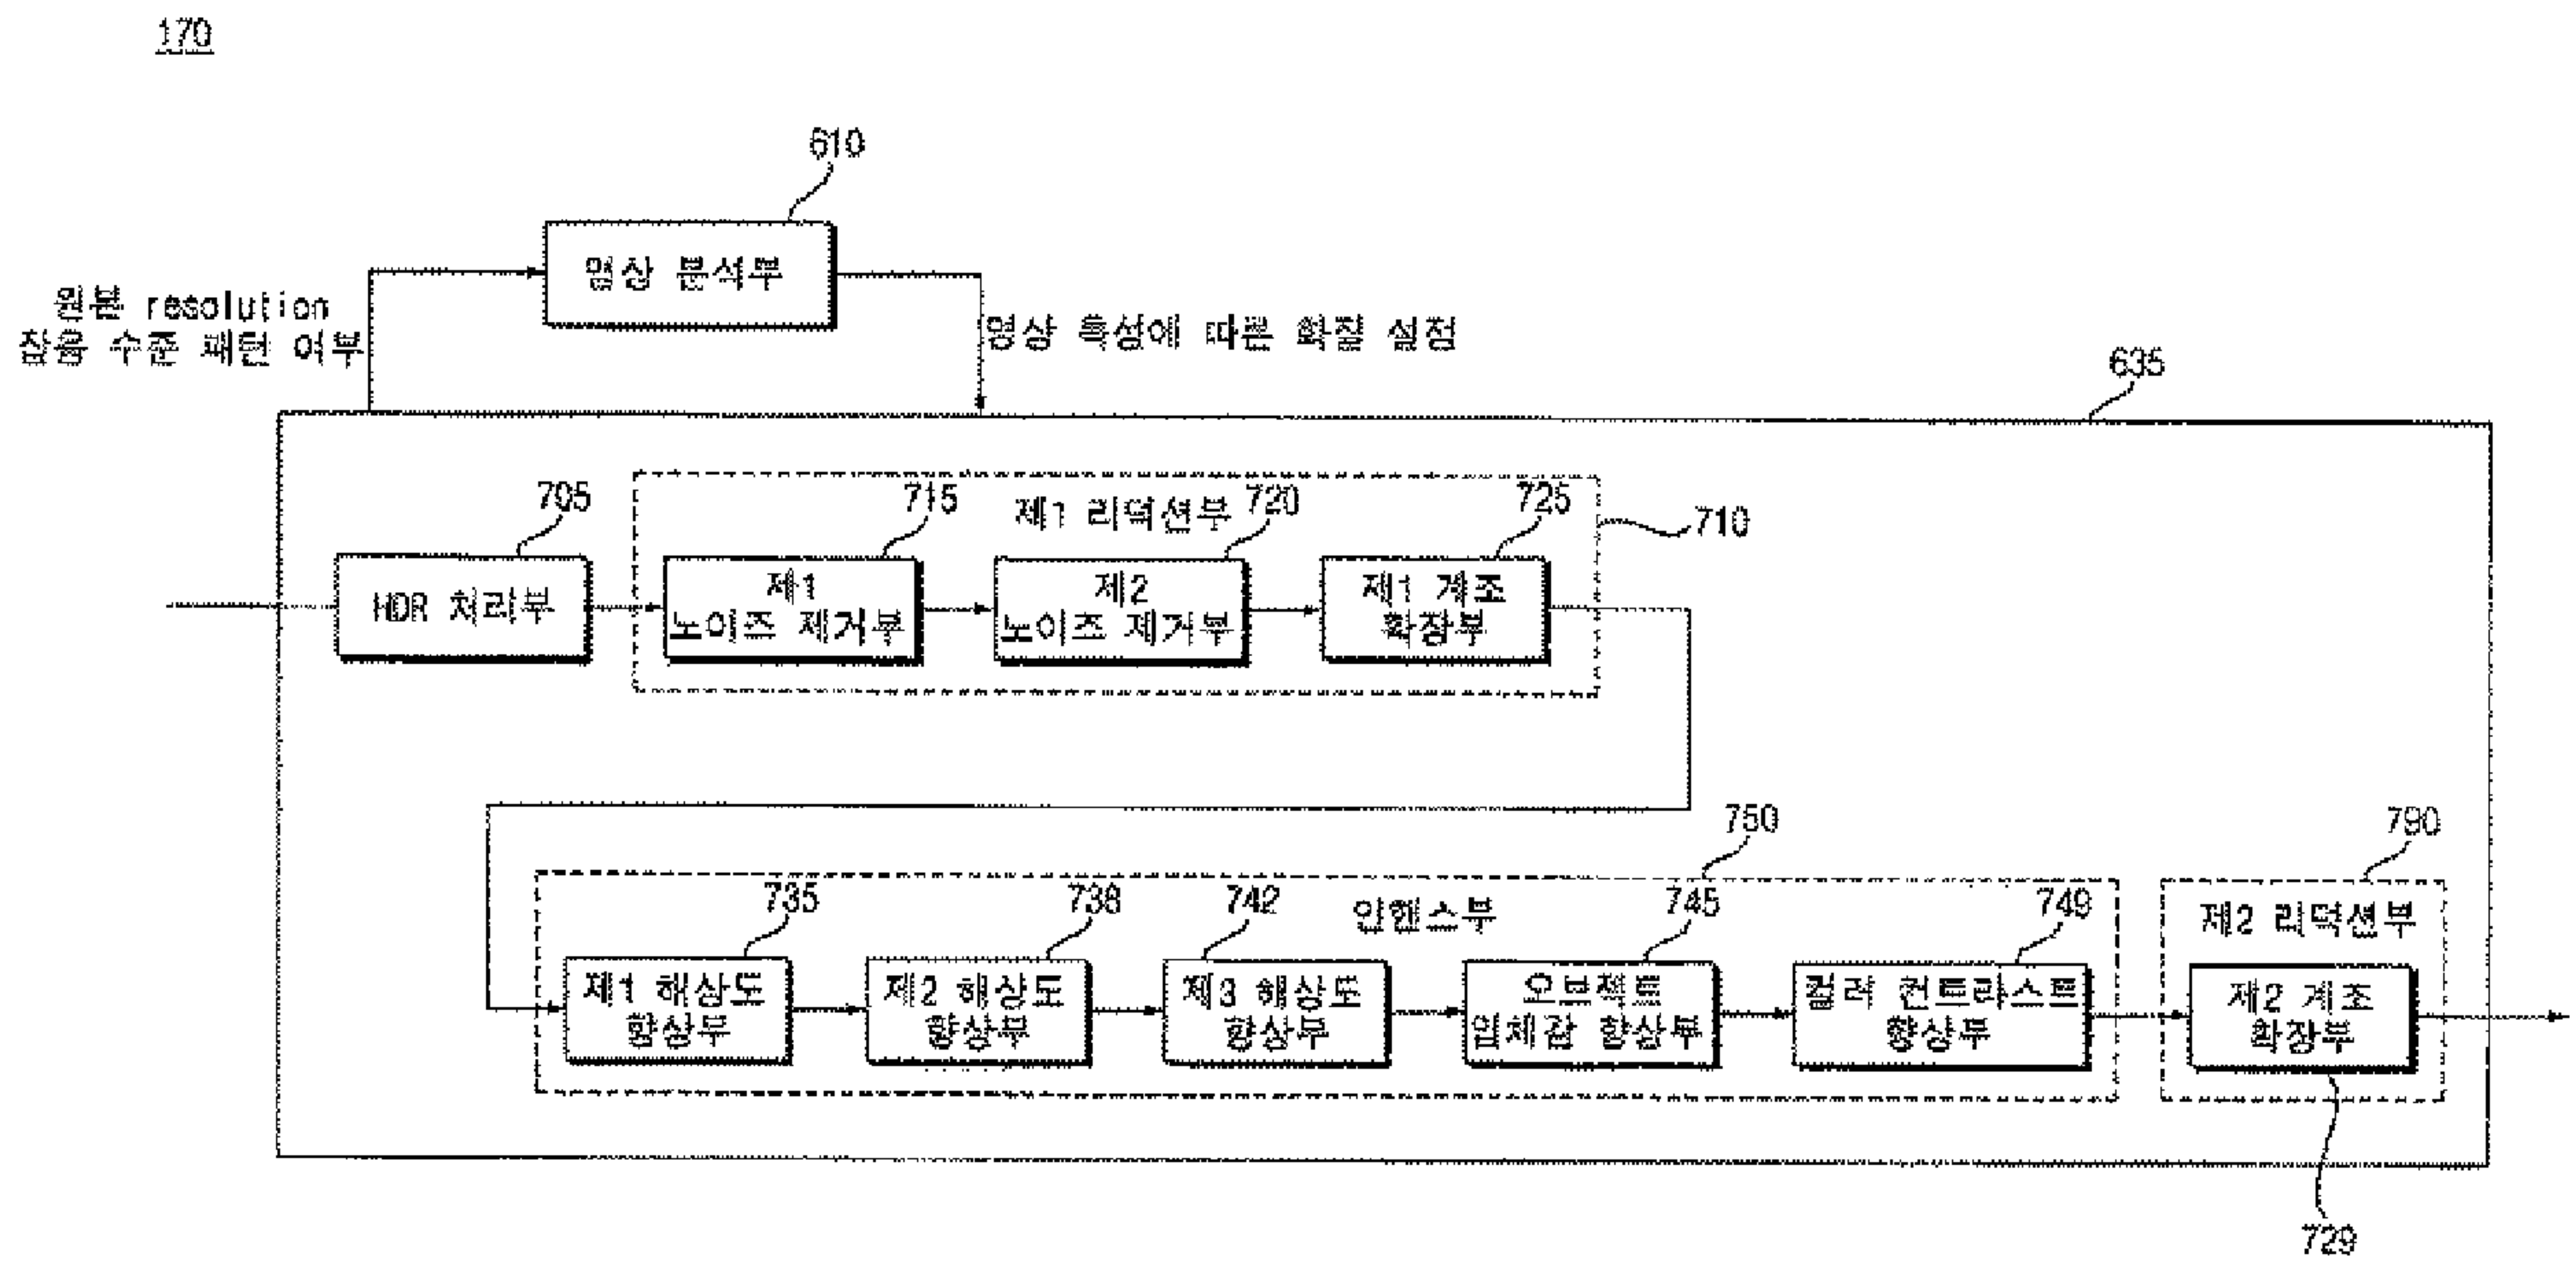 170
610
영상 분석부
원본 resolution
잡음 수준 패턴 여부
영상 특성에 따른 화질 설정
635
705
715
제1 리덕션부
720
725
710
HDR 처리부
제1
노이즈 제거부
제2
노이즈 제거부
제1 계조
확장부
750
790
735
738
742
인핸스부
745
749
제2 리덕션부
제1 해상도
향상부
제2 해상도
향상부
제3 해상도
향상부
오브젝트
입체감 향상부
컬러 컨트라스트
향상부
제2 계조
확장부
729